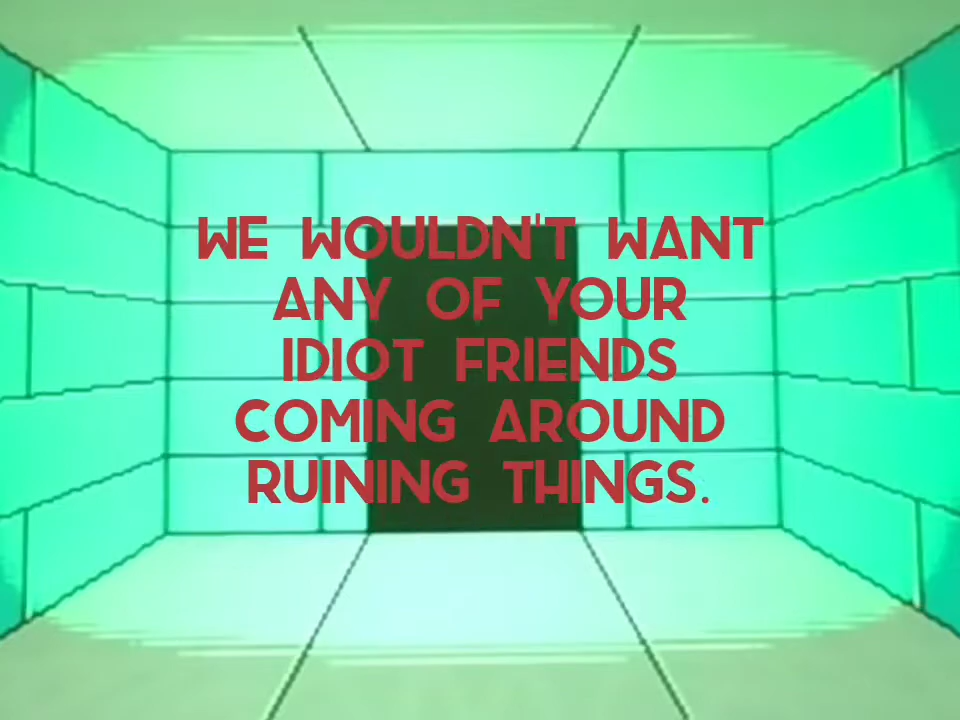 WE WOULDN'T WANT
ANY OF YOUR
IDIOT FRIENDS
COMING AROUND
RUINING THINGS.